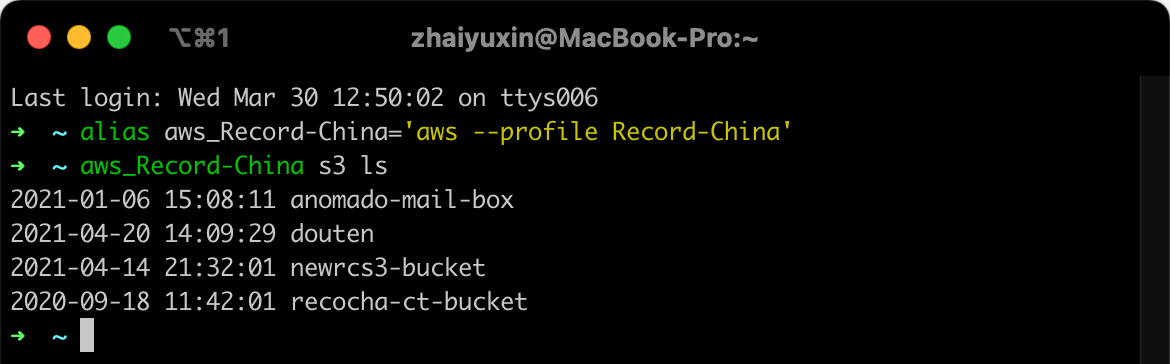 ⌥⌘1 zhaiyuxin@MacBook-Pro:~
Last login: Wed Mar 30 12:50:02 on ttys006
➜ ~ alias aws_Record-China='aws --profile Record-China'
➜ ~ aws_Record-China s3 ls
2021-01-06 15:08:11 anomado-mail-box
2021-04-20 14:09:29 douten
2021-04-14 21:32:01 newrcs3-bucket
2020-09-18 11:42:01 recocha-ct-bucket
➜ ~